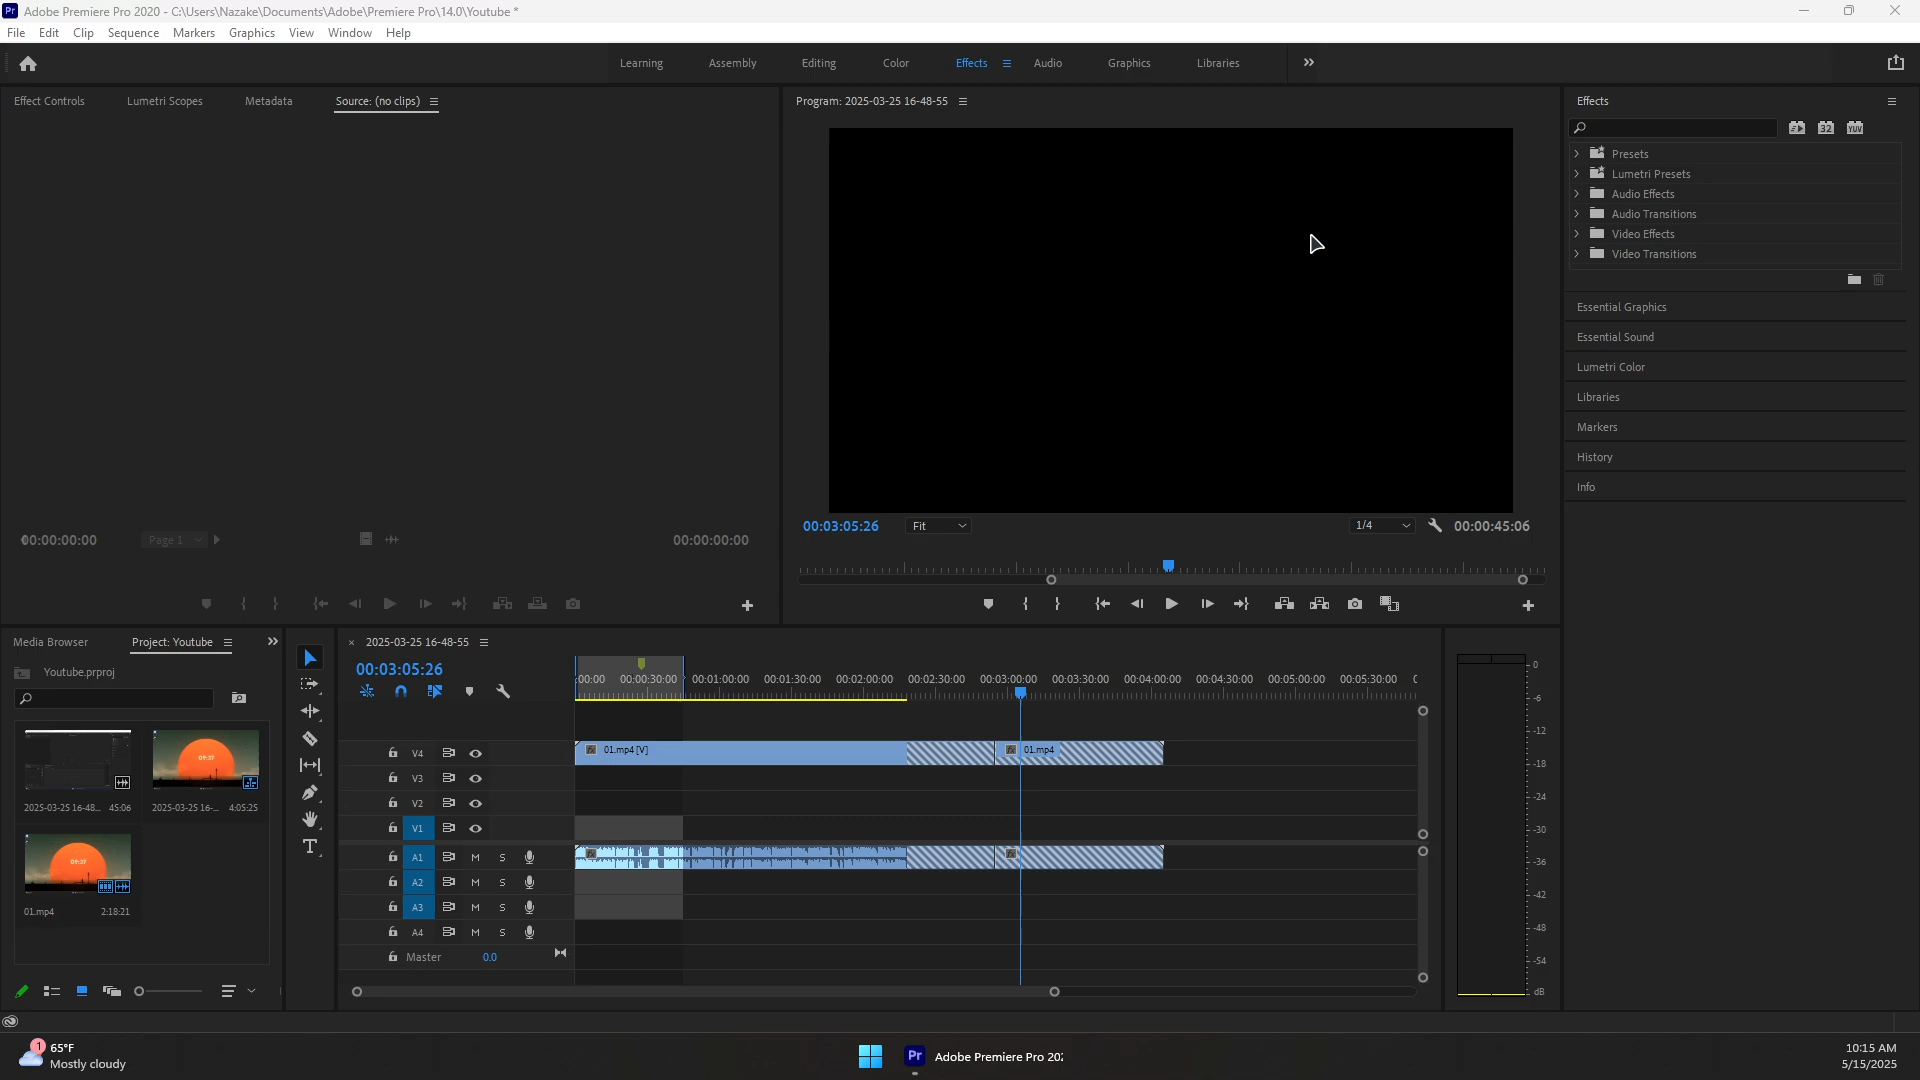 Adobe Premiere Pro 2020 - C:\Users\Nazake\Documents\Adobe\Premiere Pro\14.0\Youtube *
File Edit Clip Sequence Markers Graphics View Window Help
Learning Assembly Editing Color Effects Audio Graphics Libraries
Effect Controls Lumetri Scopes Metadata Source: (no clips)
Program: 2025-03-25 16-48-55
Effects
32 YUV
Presets
Lumetri Presets
Audio Effects
Audio Transitions
Video Effects
Video Transitions
Essential Graphics
Essential Sound
Lumetri Color
Libraries
Markers
History
Info
00:00:00:00 Page 1 00:00:00:00
00:03:05:26 Fit 1/4 00:00:45:06
Media Browser Project: Youtube
Youtube.prproj
2025-03-25 16-48... 45:06
2025-03-25 16-... 4:05:25
01.mp4 2:18:21
2025-03-25 16-48-55
00:03:05:26
:00:00 00:00:30:00 00:01:00:00 00:01:30:00 00:02:00:00 00:02:30:00 00:03:00:00 00:03:30:00 00:04:00:00 00:04:30:00 00:05:00:00 00:05:30:00
V4 fx 01.mp4 [V] fx 01.mp4
V3
V2
V1
A1 M S
A2 M S
A3 M S
A4 M S
Master 0.0
0
-6
-12
-18
-24
-30
-36
-42
-48
-54
dB
1
65°F
Mostly cloudy
Pr Adobe Premiere Pro 202
10:15 AM
5/15/2025